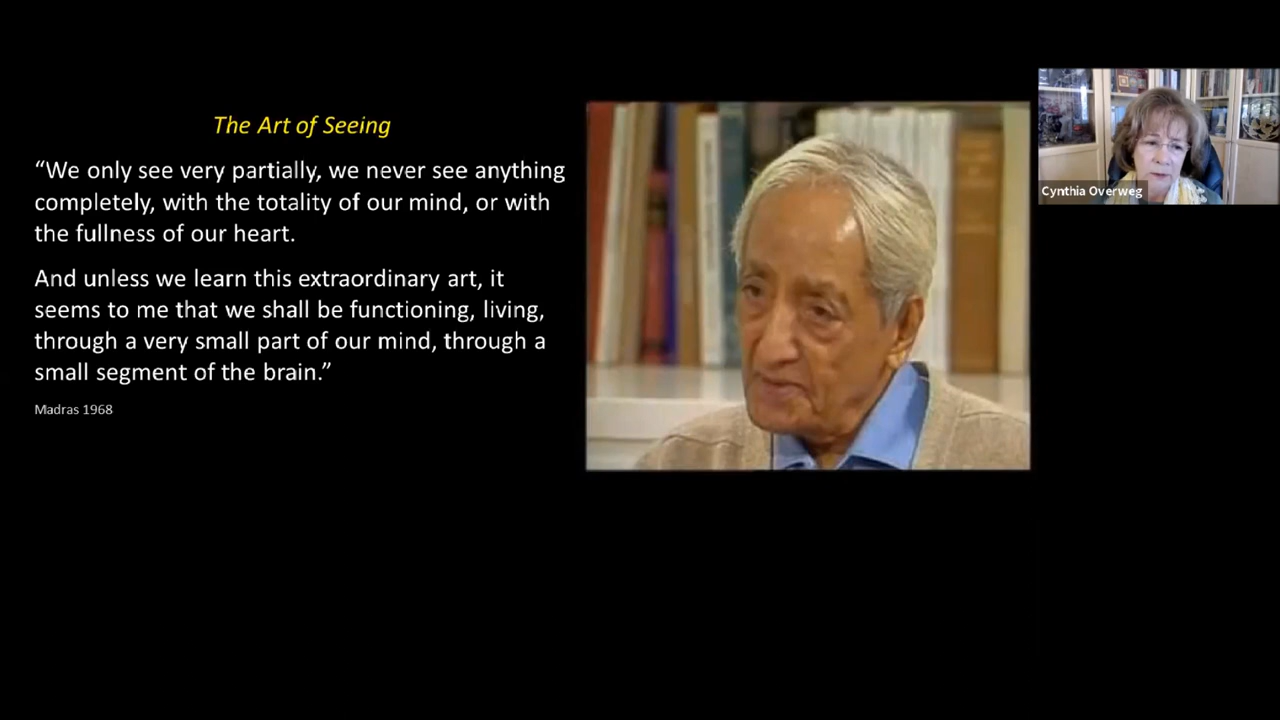 The Art of Seeing
“We only see very partially, we never see anything
completely, with the totality of our mind, or with
the fullness of our heart.
And unless we learn this extraordinary art, it
seems to me that we shall be functioning, living,
through a very small part of our mind, through a
small segment of the brain.”
Madras 1968
Cynthia Overweg